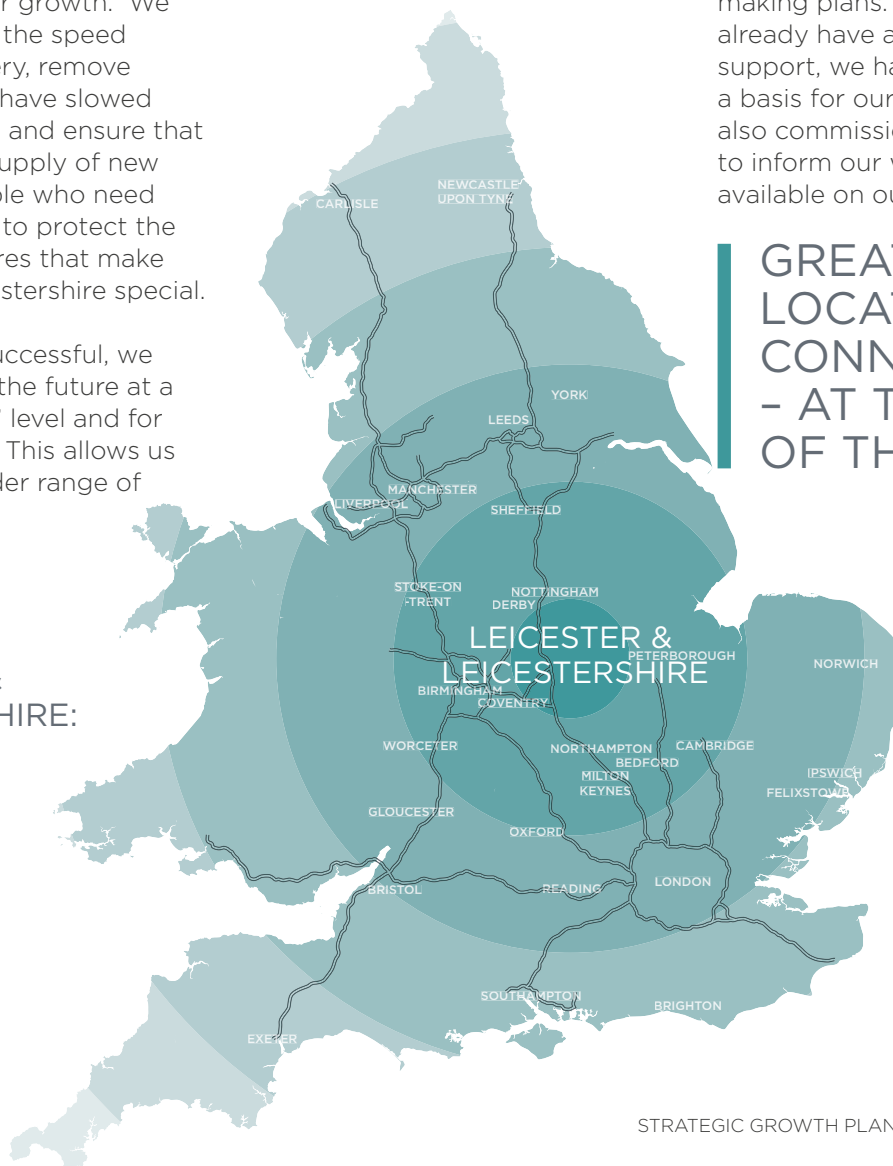 r growth. We
the speed
ery, remove
have slowed
and ensure that
upply of new
ple who need
to protect the
res that make
stershire special.
uccessful, we
the future at a
level and for
This allows us
der range of
HIRE:
making plans.
already have a
support, we ha
a basis for our
also commissi
to inform our
available on ou
GREAT
LOCAT
CONN
– AT T
OF TH
CARLISLE
NEWCASTLE
UPON TYNE
YORK
LEEDS
MANCHESTER
LIVERPOOL
SHEFFIELD
STOKE-ON
-TRENT
NOTTINGHAM
DERBY
LEICESTER &
LEICESTERSHIRE
PETERBOROUGH
NORWICH
BIRMINGHAM
COVENTRY
WORCETER
NORTHAMPTON
CAMBRIDGE
BEDFORD
MILTON
KEYNES
IPSWICH
FELIXSTOWE
GLOUCESTER
OXFORD
BRISTOL
READING
LONDON
SOUTHAMPTON
BRIGHTON
EXETER
STRATEGIC GROWTH PLAN